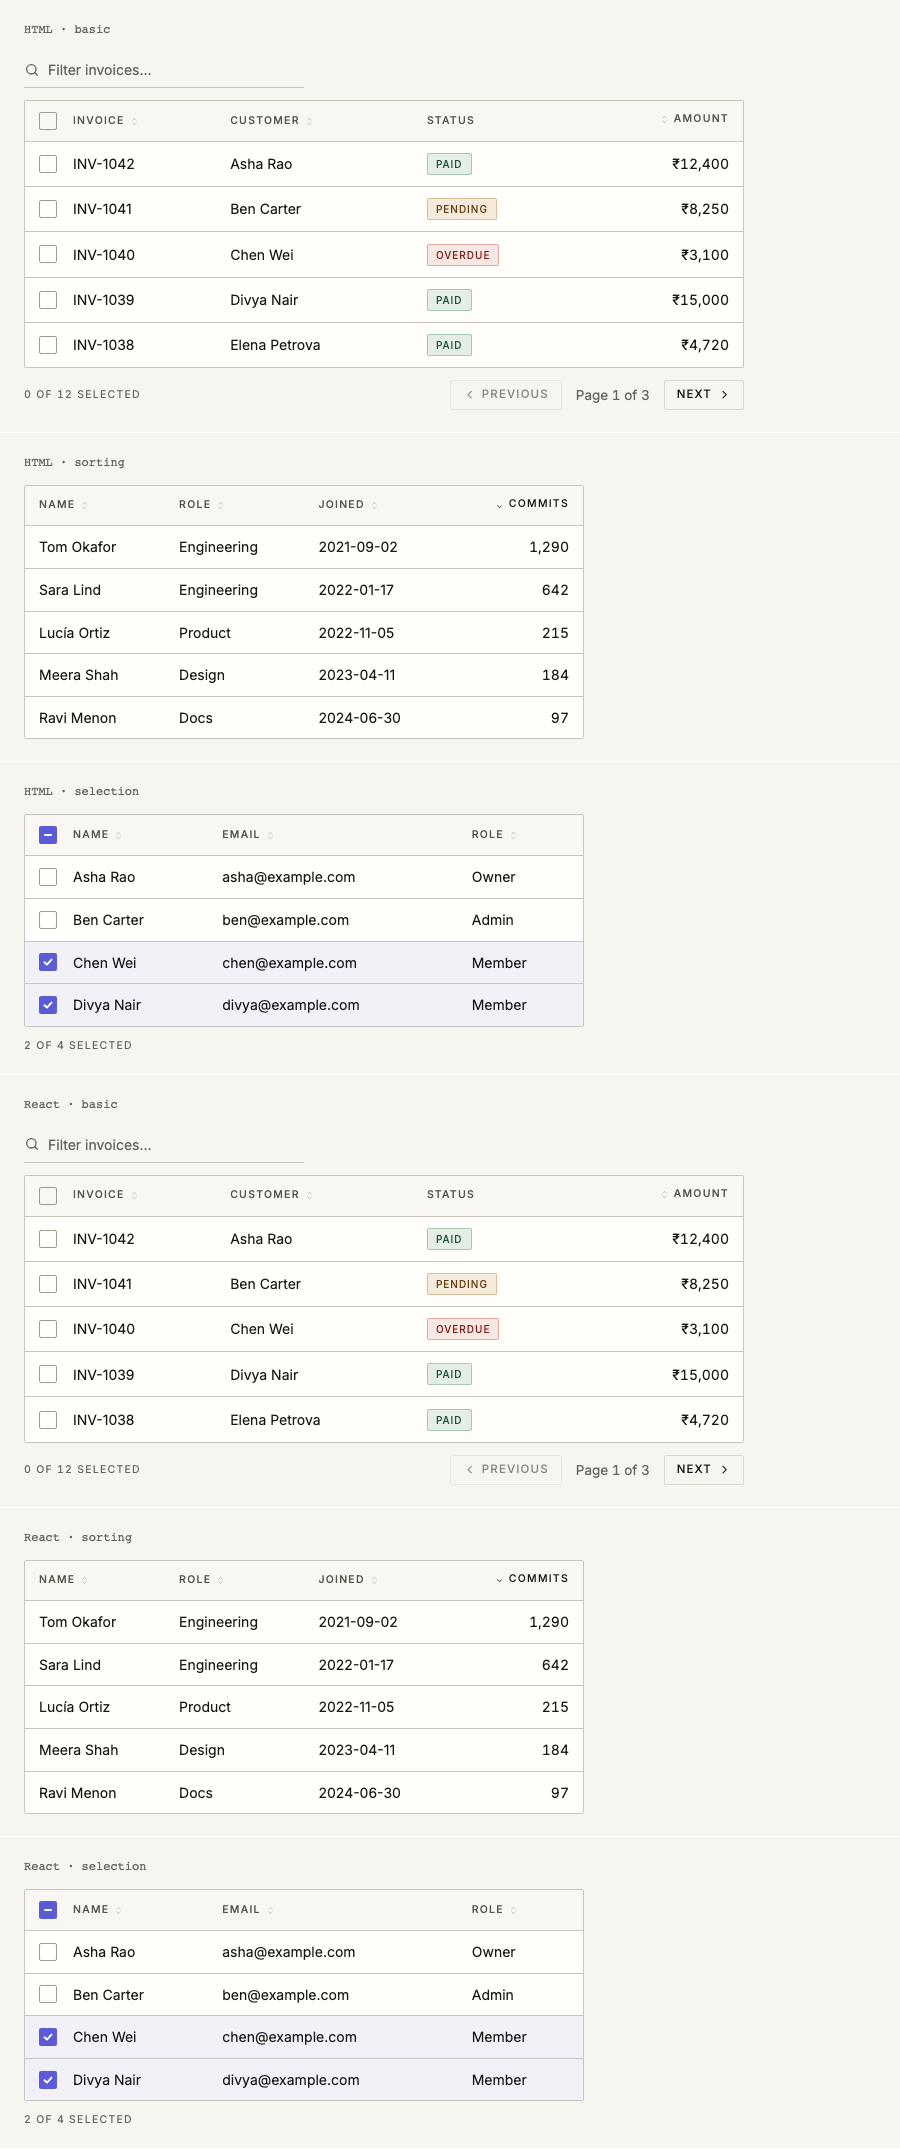 HTML · basic
Filter invoices...
INVOICE CUSTOMER STATUS AMOUNT
INV-1042 Asha Rao PAID ₹12,400
INV-1041 Ben Carter PENDING ₹8,250
INV-1040 Chen Wei OVERDUE ₹3,100
INV-1039 Divya Nair PAID ₹15,000
INV-1038 Elena Petrova PAID ₹4,720
0 OF 12 SELECTED PREVIOUS Page 1 of 3 NEXT
HTML · sorting
NAME ROLE JOINED COMMITS
Tom Okafor Engineering 2021-09-02 1,290
Sara Lind Engineering 2022-01-17 642
Lucía Ortiz Product 2022-11-05 215
Meera Shah Design 2023-04-11 184
Ravi Menon Docs 2024-06-30 97
HTML · selection
NAME EMAIL ROLE
Asha Rao asha@example.com Owner
Ben Carter ben@example.com Admin
Chen Wei chen@example.com Member
Divya Nair divya@example.com Member
2 OF 4 SELECTED
React · basic
Filter invoices...
INVOICE CUSTOMER STATUS AMOUNT
INV-1042 Asha Rao PAID ₹12,400
INV-1041 Ben Carter PENDING ₹8,250
INV-1040 Chen Wei OVERDUE ₹3,100
INV-1039 Divya Nair PAID ₹15,000
INV-1038 Elena Petrova PAID ₹4,720
0 OF 12 SELECTED PREVIOUS Page 1 of 3 NEXT
React · sorting
NAME ROLE JOINED COMMITS
Tom Okafor Engineering 2021-09-02 1,290
Sara Lind Engineering 2022-01-17 642
Lucía Ortiz Product 2022-11-05 215
Meera Shah Design 2023-04-11 184
Ravi Menon Docs 2024-06-30 97
React · selection
NAME EMAIL ROLE
Asha Rao asha@example.com Owner
Ben Carter ben@example.com Admin
Chen Wei chen@example.com Member
Divya Nair divya@example.com Member
2 OF 4 SELECTED